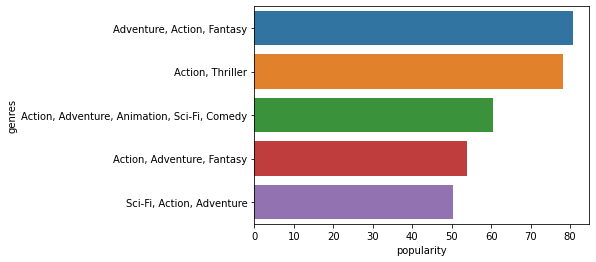 Adventure, Action, Fantasy
Action, Thriller
Action, Adventure, Animation, Sci-Fi, Comedy
Action, Adventure, Fantasy
Sci-Fi, Action, Adventure
genres
0 10 20 30 40 50 60 70 80
popularity